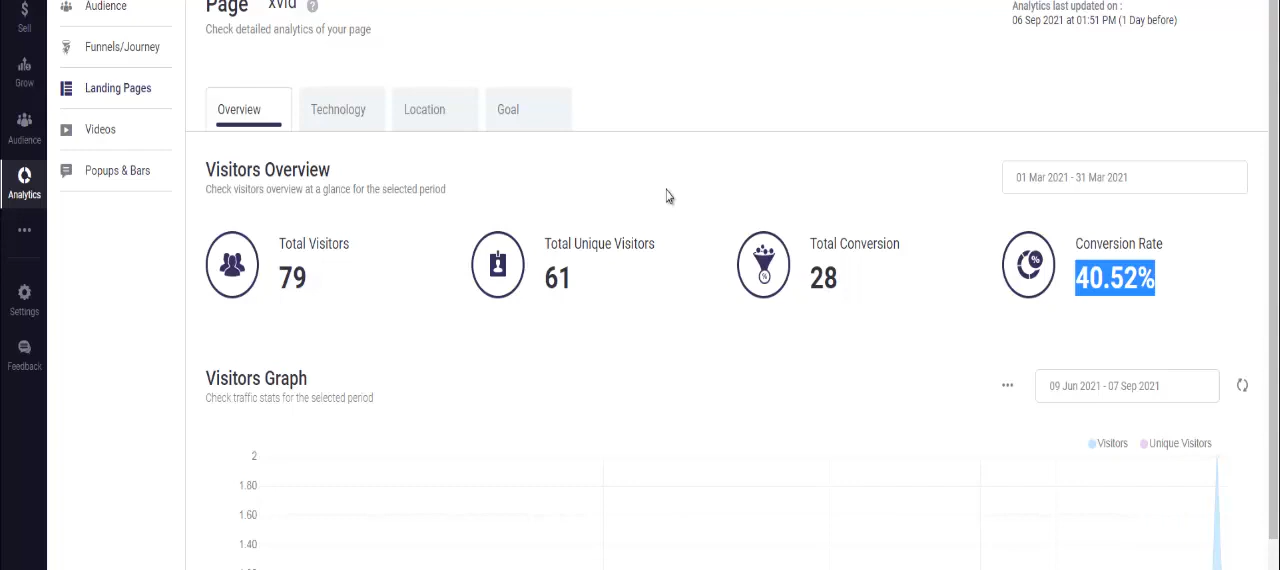 Sell
Grow
Audience
Analytics
Settings
Feedback
Audience
Funnels/Journey
Landing Pages
Videos
Popups & Bars
Page xvid ?
Check detailed analytics of your page
Analytics last updated on :
06 Sep 2021 at 01:51 PM (1 Day before)
Overview
Technology
Location
Goal
Visitors Overview
Check visitors overview at a glance for the selected period
01 Mar 2021 - 31 Mar 2021
Total Visitors
79
Total Unique Visitors
61
Total Conversion
28
Conversion Rate
40.52%
Visitors Graph
Check traffic stats for the selected period
09 Jun 2021 - 07 Sep 2021
Visitors
Unique Visitors
2
1.80
1.60
1.40